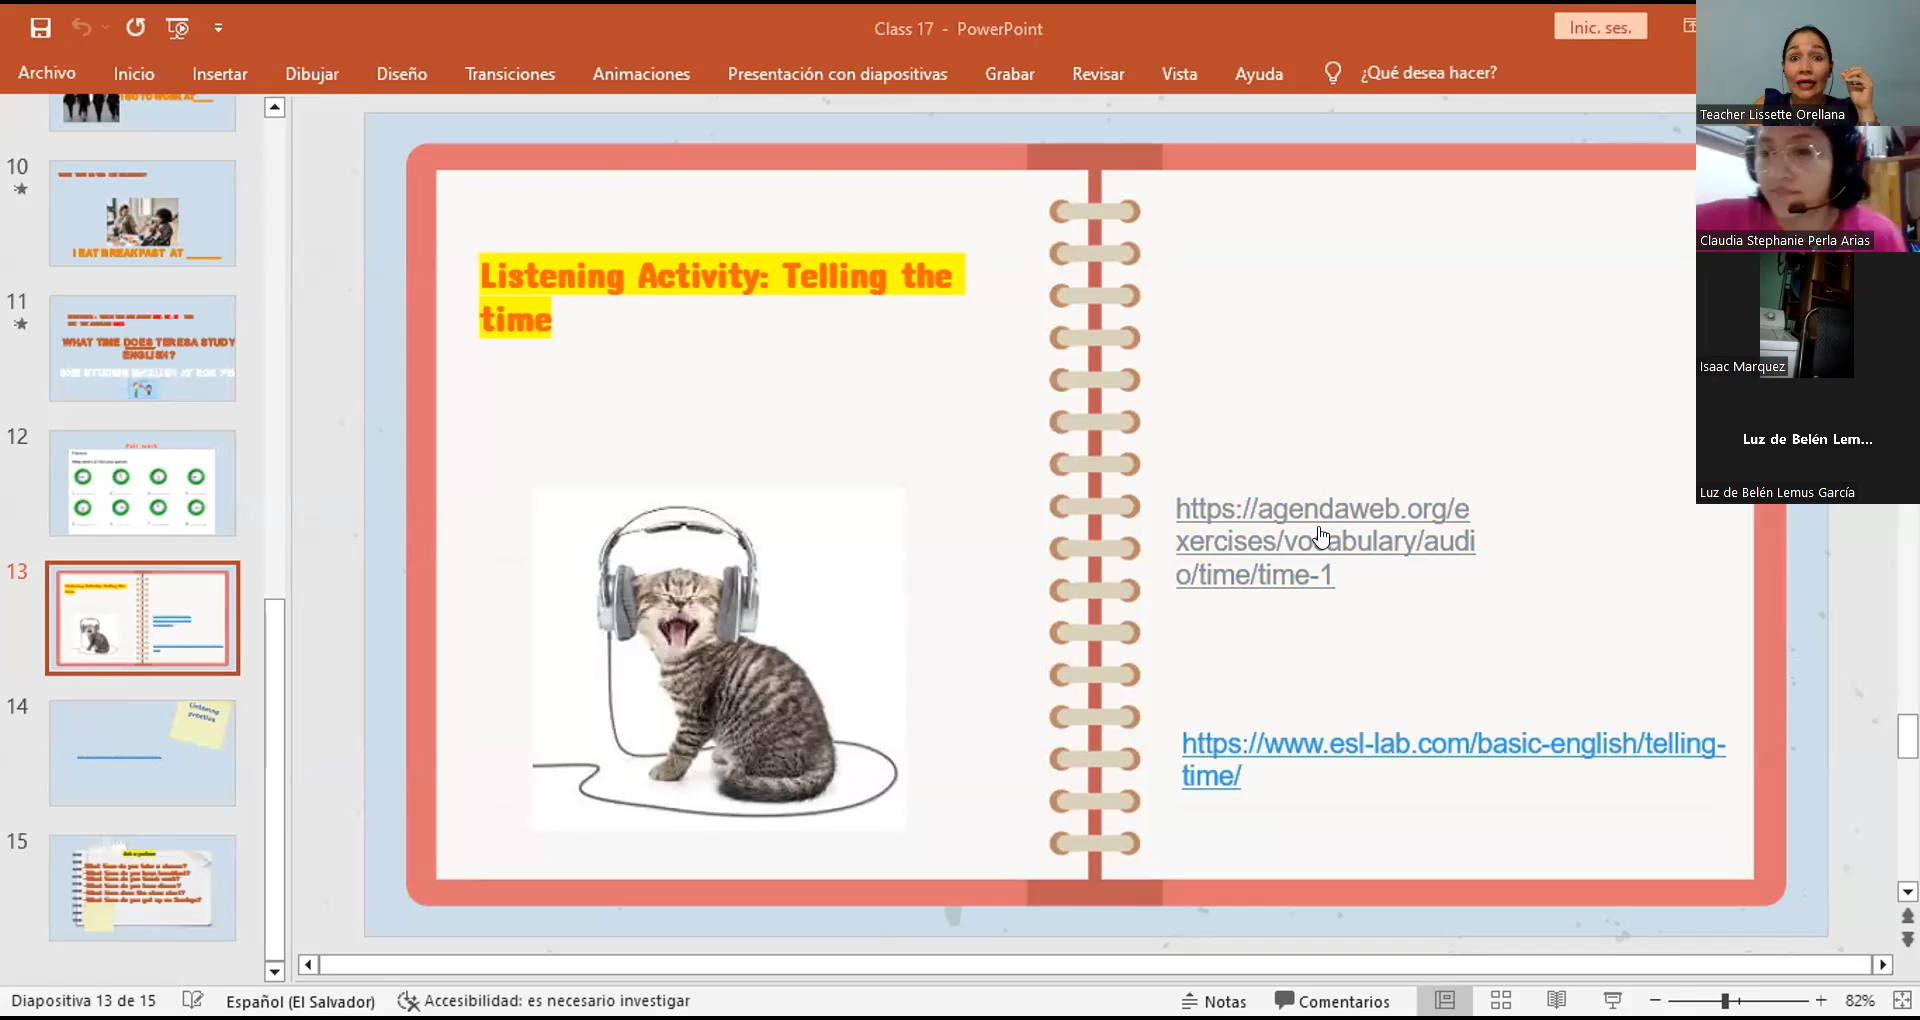 Class 17 - PowerPoint
Inic. ses.
Archivo Inicio Insertar Dibujar Diseño Transiciones Animaciones Presentación con diapositivas Grabar Revisar Vista Ayuda ¿Qué desea hacer?
10
I EAT BREAKFAST AT
11
WHAT TIME DOES TERESA STUDY
ENGLISH?
12
13
14
Listening
practice
15
Listening Activity: Telling the
time
https://agendaweb.org/e
xercises/vocabulary/audi
o/time/time-1
https://www.esl-lab.com/basic-english/telling-
time/
Teacher Lissette Orellana
Claudia Stephanie Perla Arias
Isaac Marquez
Luz de Belén Lem...
Luz de Belén Lemus García
Diapositiva 13 de 15 Español (El Salvador) Accesibilidad: es necesario investigar Notas Comentarios 82%